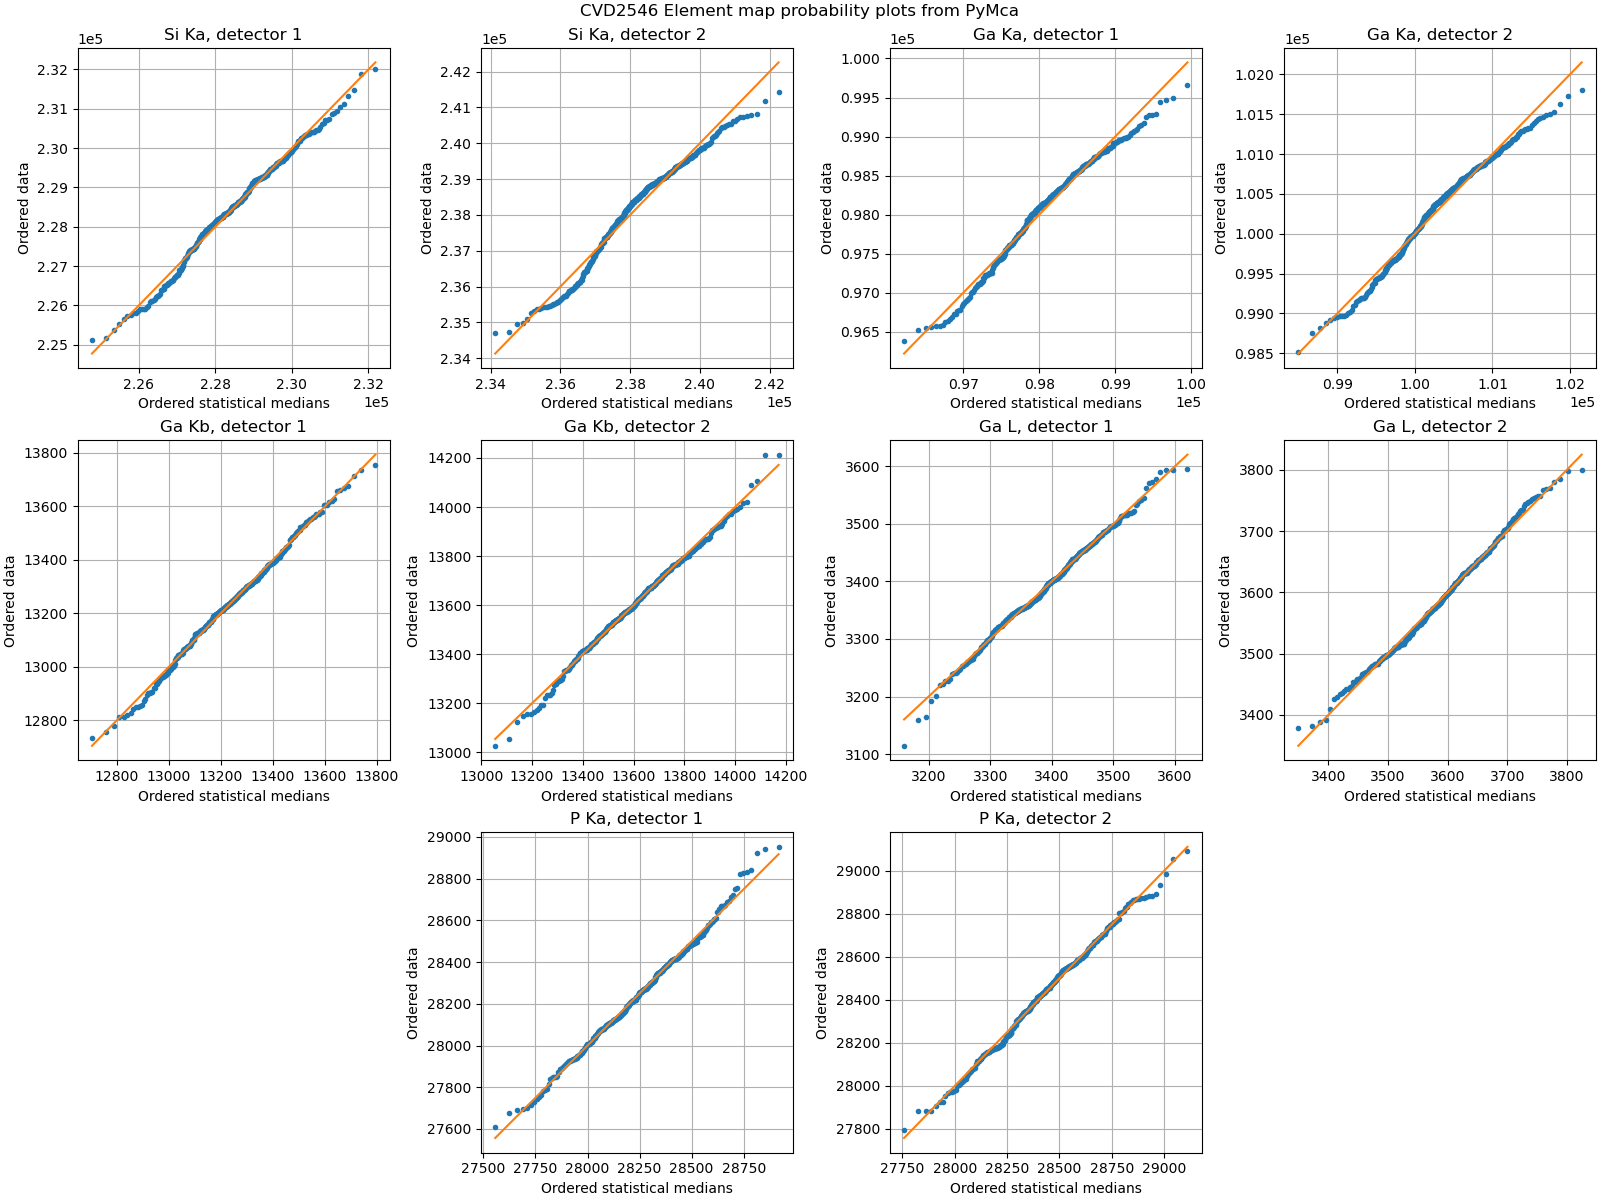 CVD2546 Element map probability plots from PyMca
Si Ka, detector 1
1e5
2.32
2.31
2.30
2.29
2.28
2.27
2.26
2.25
Ordered data
2.26 2.28 2.30 2.32
Ordered statistical medians
1e5
Si Ka, detector 2
1e5
2.42
2.41
2.40
2.39
2.38
2.37
2.36
2.35
2.34
Ordered data
2.34 2.36 2.38 2.40 2.42
Ordered statistical medians
1e5
Ga Ka, detector 1
1e5
1.000
0.995
0.990
0.985
0.980
0.975
0.970
0.965
Ordered data
0.97 0.98 0.99 1.00
Ordered statistical medians
1e5
Ga Ka, detector 2
1e5
1.020
1.015
1.010
1.005
1.000
0.995
0.990
0.985
Ordered data
0.99 1.00 1.01 1.02
Ordered statistical medians
1e5
Ga Kb, detector 1
13800
13600
13400
13200
13000
12800
Ordered data
12800 13000 13200 13400 13600 13800
Ordered statistical medians
Ga Kb, detector 2
14200
14000
13800
13600
13400
13200
13000
Ordered data
13000 13200 13400 13600 13800 14000 14200
Ordered statistical medians
Ga L, detector 1
3600
3500
3400
3300
3200
3100
Ordered data
3200 3300 3400 3500 3600
Ordered statistical medians
Ga L, detector 2
3800
3700
3600
3500
3400
Ordered data
3400 3500 3600 3700 3800
Ordered statistical medians
P Ka, detector 1
29000
28800
28600
28400
28200
28000
27800
27600
Ordered data
27500 27750 28000 28250 28500 28750
Ordered statistical medians
P Ka, detector 2
29000
28800
28600
28400
28200
28000
27800
Ordered data
27750 28000 28250 28500 28750 29000
Ordered statistical medians